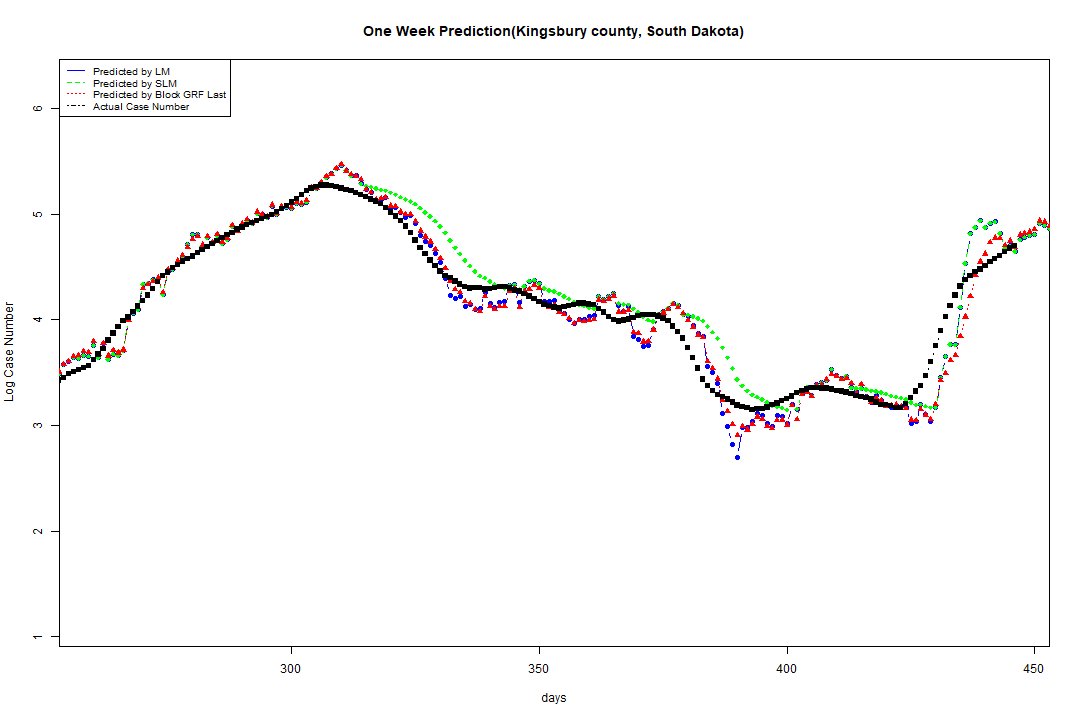 One Week Prediction(Kingsbury county, South Dakota)
Predicted by LM
Predicted by SLM
Predicted by Block GRF Last
Actual Case Number
6
5
4
3
2
1
Log Case Number
300
350
400
450
days